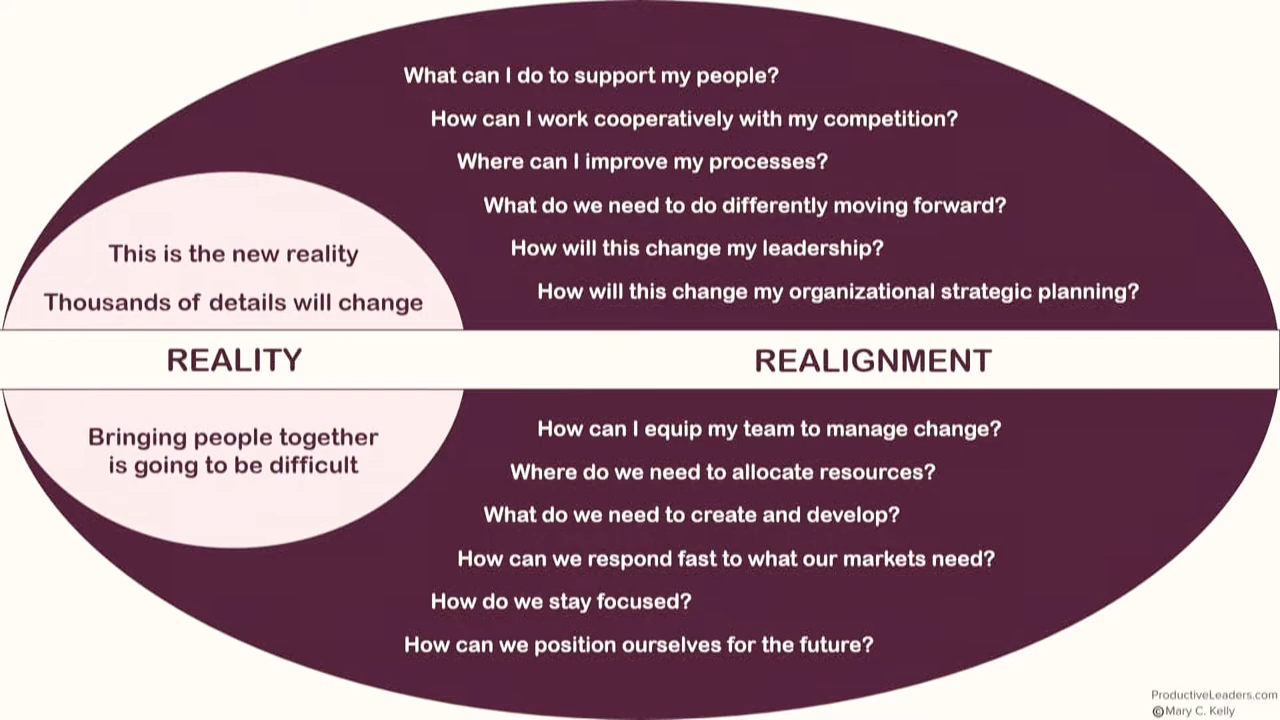 What can I do to support my people?
How can I work cooperatively with my competition?
Where can I improve my processes?
What do we need to do differently moving forward?
How will this change my leadership?
How will this change my organizational strategic planning?
This is the new reality
Thousands of details will change
REALITY
REALIGNMENT
Bringing people together
is going to be difficult
How can I equip my team to manage change?
Where do we need to allocate resources?
What do we need to create and develop?
How can we respond fast to what our markets need?
How do we stay focused?
How can we position ourselves for the future?
ProductiveLeaders.com
©Mary C. Kelly